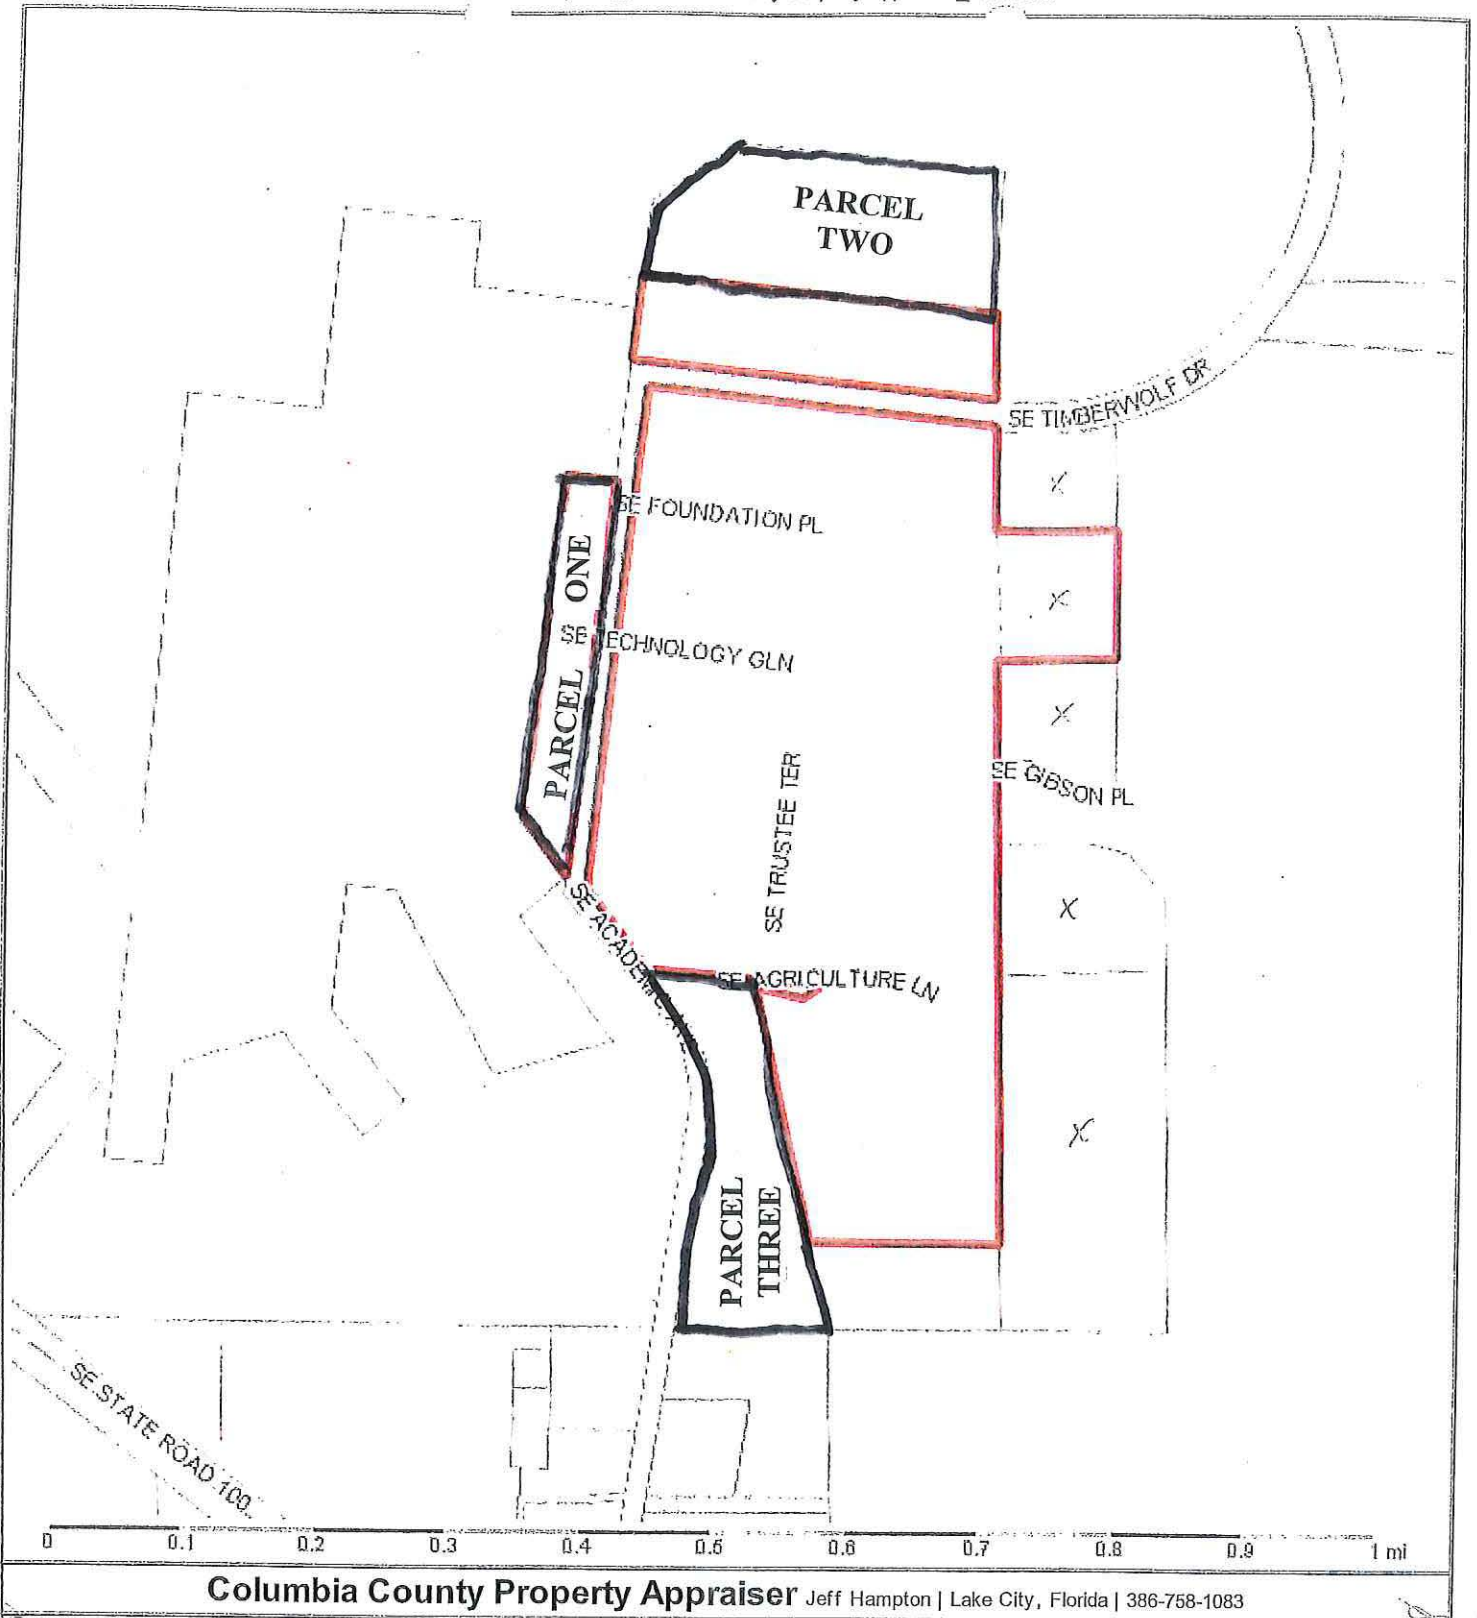 PARCEL
TWO
SE TIMBERWOLF DR
X
SE FOUNDATION PL
PARCEL ONE
X
SE TECHNOLOGY GLN
X
SE TRUSTEE TER
SE GIBSON PL
X
SE ACADEMIC AV
SE AGRICULTURE LN
X
PARCEL
THREE
SE STATE ROAD 100
0 0.1 0.2 0.3 0.4 0.5 0.6 0.7 0.8 0.9 1 mi
Columbia County Property Appraiser Jeff Hampton | Lake City, Florida | 386-758-1083